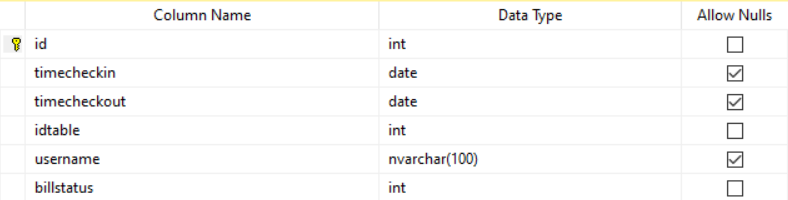 Column Name Data Type Allow Nulls
id int
timecheckin date
timecheckout date
idtable int
username nvarchar(100)
billstatus int